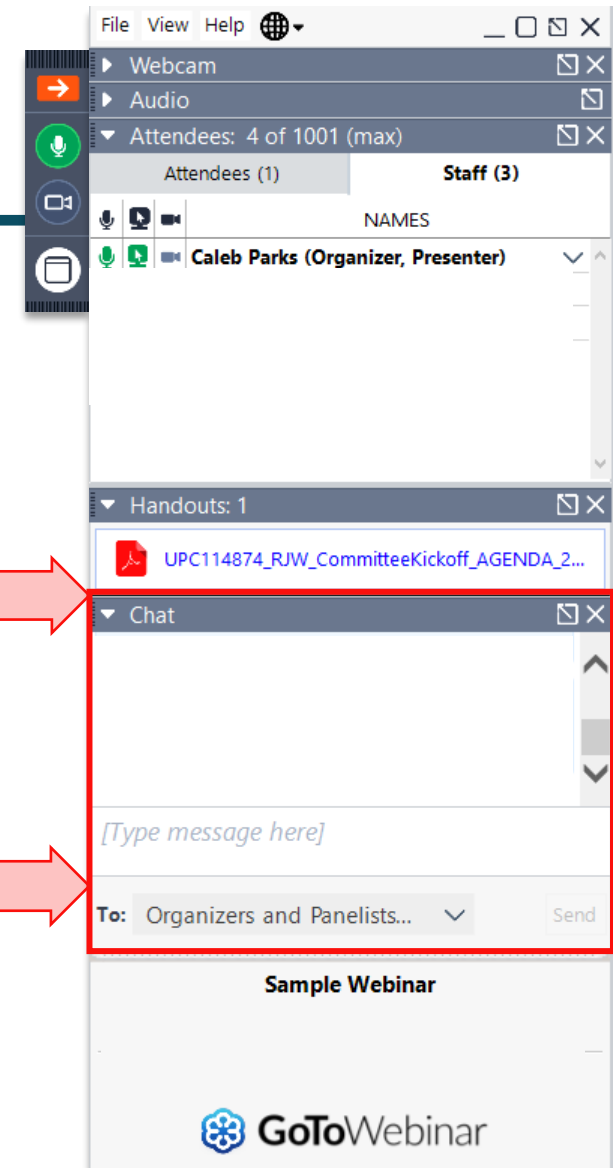 File View Help
Webcam
Audio
Attendees: 4 of 1001 (max)
Attendees (1) Staff (3)
NAMES
Caleb Parks (Organizer, Presenter)
Handouts: 1
UPC114874_RJW_CommitteeKickoff_AGENDA_2...
Chat
[Type message here]
To: Organizers and Panelists... Send
Sample Webinar
GoToWebinar